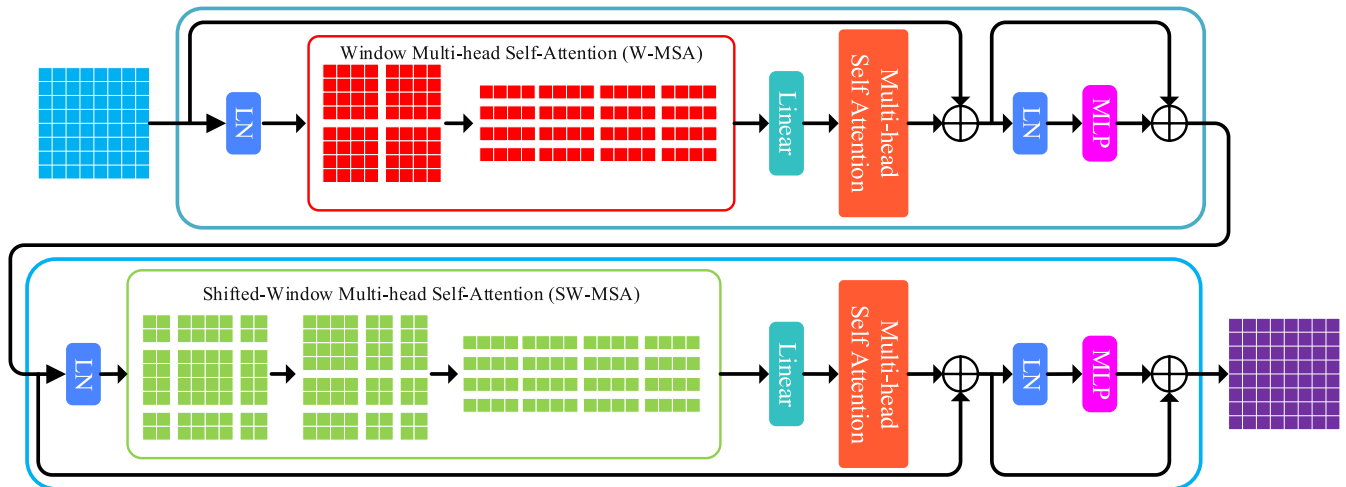 Window Multi-head Self-Attention (W-MSA)
LN
Linear
Multi-head
Self Attention
LN
MLP
Shifted-Window Multi-head Self-Attention (SW-MSA)
LN
Linear
Multi-head
Self Attention
LN
MLP